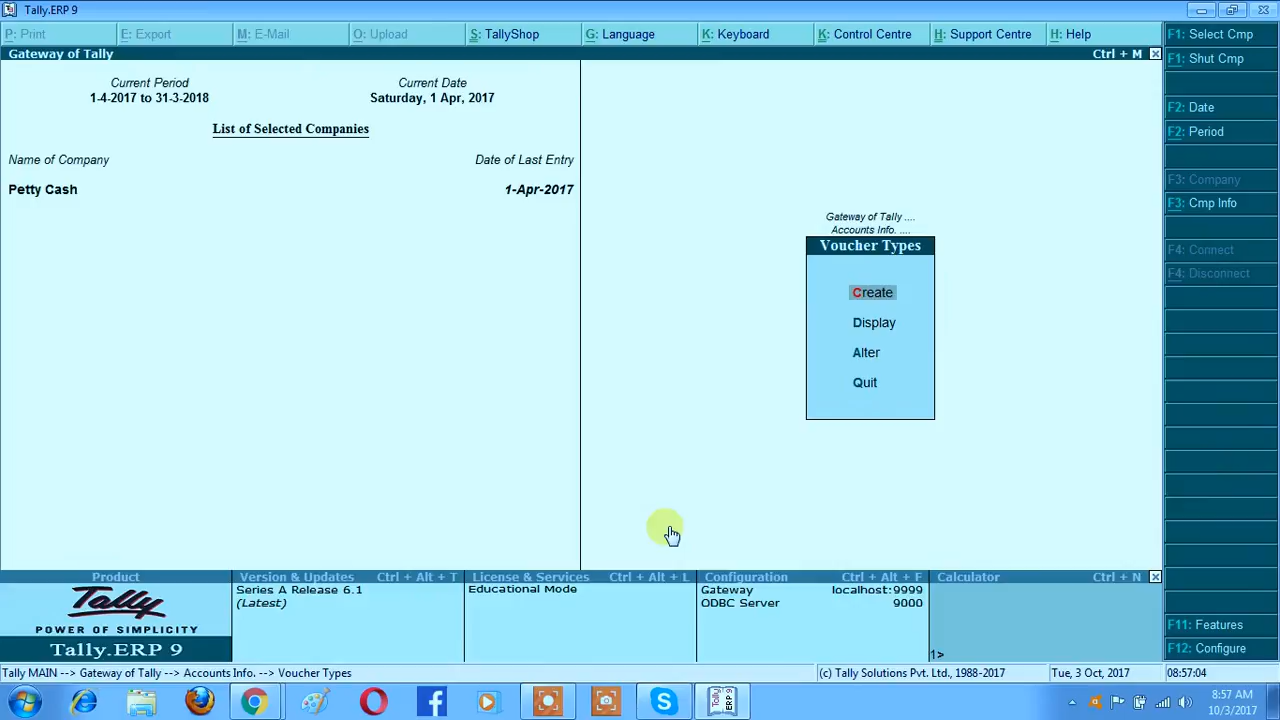 Tally.ERP 9
P: Print
E: Export
M: E-Mail
O: Upload
S: TallyShop
G: Language
K: Keyboard
K: Control Centre
H: Support Centre
H: Help
F1: Select Cmp
F1: Shut Cmp
F2: Date
F2: Period
F3: Company
F3: Cmp Info
F4: Connect
F4: Disconnect
F11: Features
F12: Configure
Gateway of Tally
Ctrl + M
Current Period
Current Date
1-4-2017 to 31-3-2018
Saturday, 1 Apr, 2017
List of Selected Companies
Name of Company
Date of Last Entry
Petty Cash
1-Apr-2017
Gateway of Tally ....
Accounts Info. ....
Voucher Types
Create
Display
Alter
Quit
Product
Tally
POWER OF SIMPLICITY
Tally.ERP 9
Version & Updates Ctrl + Alt + T
Series A Release 6.1
(Latest)
License & Services Ctrl + Alt + L
Educational Mode
Configuration Ctrl + Alt + F
Gateway localhost:9999
ODBC Server 9000
Calculator Ctrl + N
1>
Tally MAIN --> Gateway of Tally --> Accounts Info. --> Voucher Types
(c) Tally Solutions Pvt. Ltd., 1988-2017
Tue, 3 Oct, 2017
08:57:04
ERP 9
8:57 AM
10/3/2017